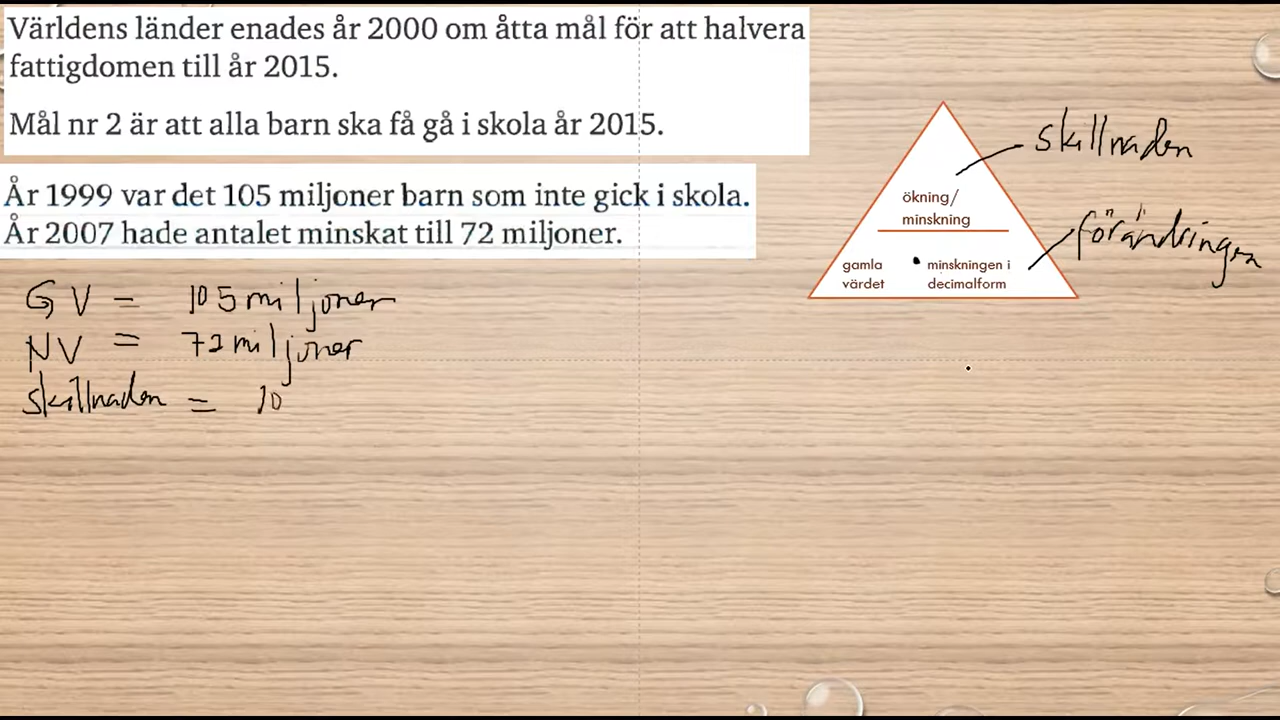 Världens länder enades år 2000 om åtta mål för att halvera
fattigdomen till år 2015.
Mål nr 2 är att alla barn ska få gå i skola år 2015.
År 1999 var det 105 miljoner barn som inte gick i skola.
År 2007 hade antalet minskat till 72 miljoner.
GV = 105 miljoner
NV = 72 miljoner
skillnaden = 10
skillnaden
ökning/
minskning
förändringen
gamla
värdet
• minskningen i
decimalform